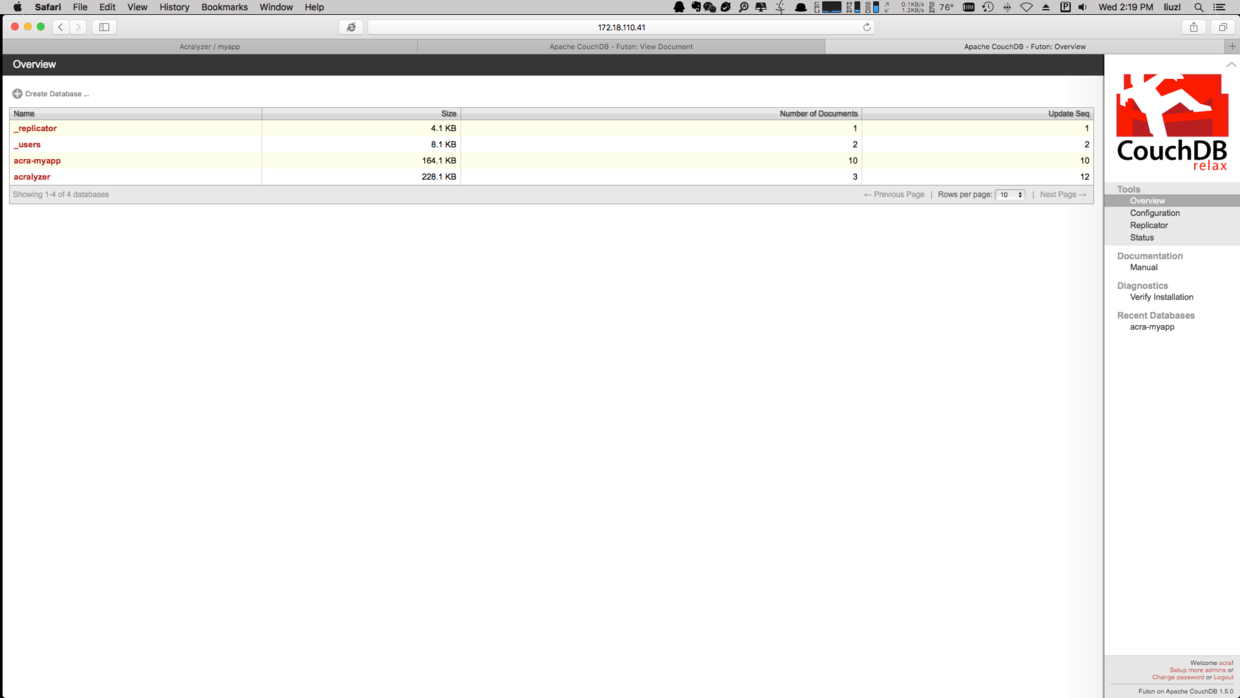 Safari File Edit View History Bookmarks Window Help 0.1KB/s 1.2KB/s 76° Wed 2:19 PM liuzl
172.18.110.41
Acralyzer / myapp Apache CouchDB - Futon: View Document Apache CouchDB - Futon: Overview
Overview
Create Database ...
Name Size Number of Documents Update Seq
_replicator 4.1 KB 1 1
_users 8.1 KB 2 2
acra-myapp 164.1 KB 10 10
acralyzer 228.1 KB 3 12
Showing 1-4 of 4 databases ← Previous Page | Rows per page: 10 | Next Page →
CouchDB
relax
Tools
Overview
Configuration
Replicator
Status
Documentation
Manual
Diagnostics
Verify Installation
Recent Databases
acra-myapp
Welcome acra!
Setup more admins or
Change password or Logout
Futon on Apache CouchDB 1.5.0